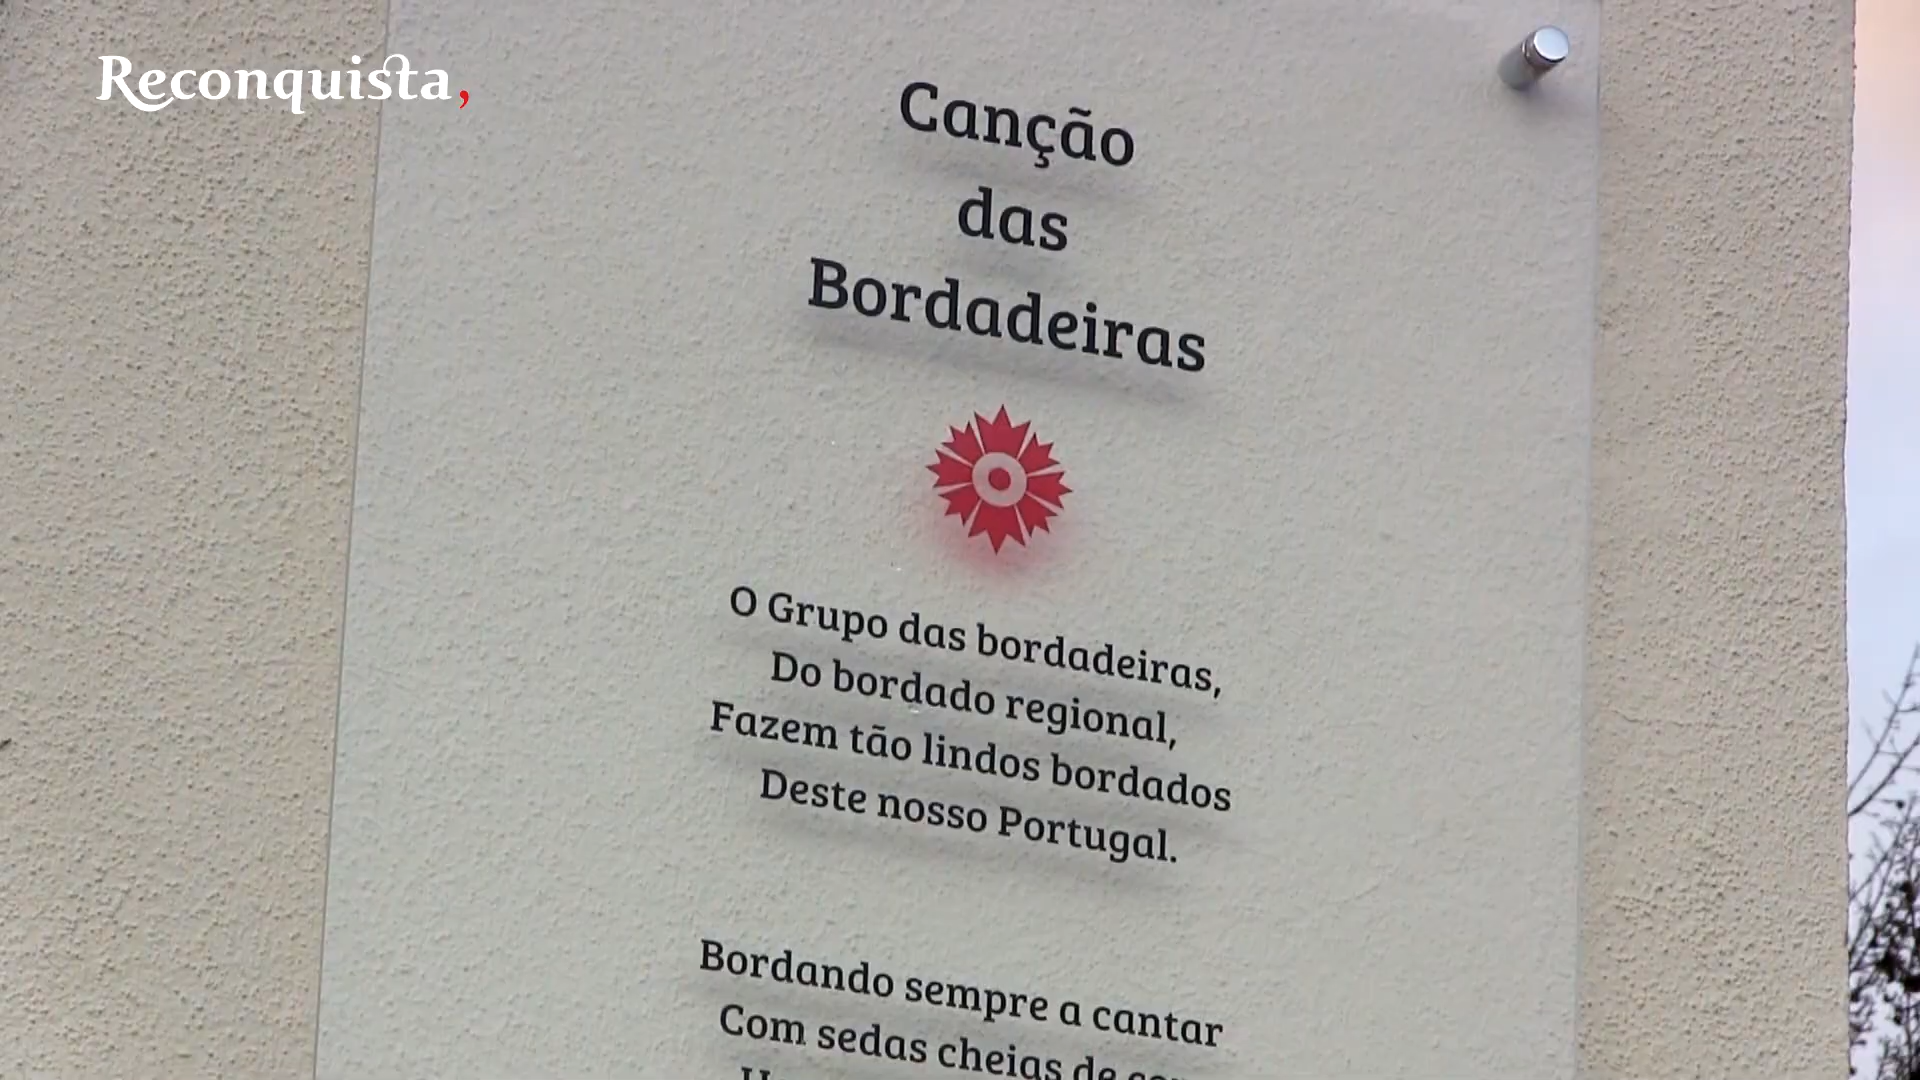 Reconquista,
Canção
das
Bordadeiras
O Grupo das bordadeiras,
Do bordado regional,
Fazem tão lindos bordados
Deste nosso Portugal.
Bordando sempre a cantar
Com sedas cheias de